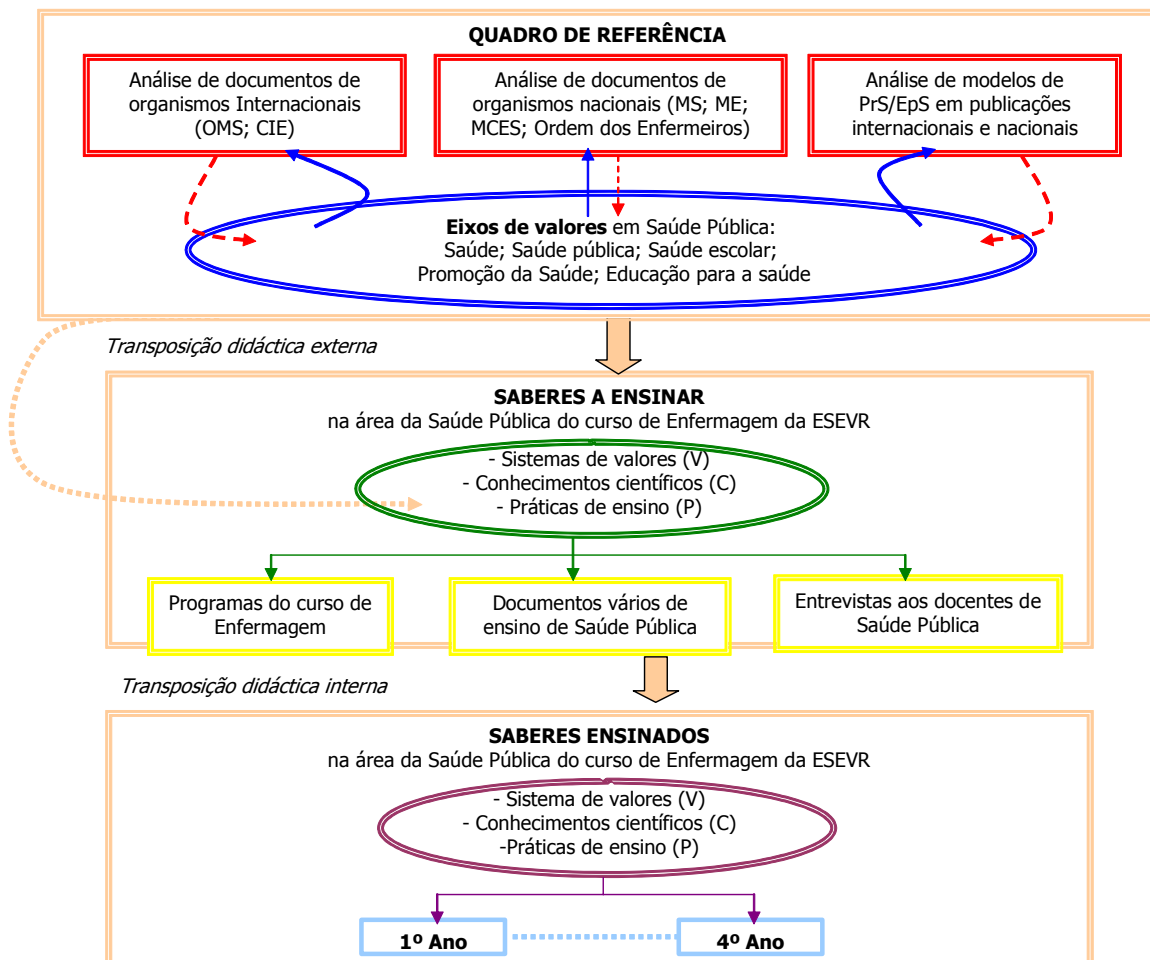 QUADRO DE REFERÊNCIA
Análise de documentos de
organismos Internacionais
(OMS; CIE)
Análise de documentos de
organismos nacionais (MS; ME;
MCES; Ordem dos Enfermeiros)
Análise de modelos de
PrS/EpS em publicações
internacionais e nacionais
Eixos de valores em Saúde Pública:
Saúde; Saúde pública; Saúde escolar;
Promoção da Saúde; Educação para a saúde
Transposição didáctica externa
SABERES A ENSINAR
na área da Saúde Pública do curso de Enfermagem da ESEVR
- Sistemas de valores (V)
- Conhecimentos científicos (C)
- Práticas de ensino (P)
Programas do curso de
Enfermagem
Documentos vários de
ensino de Saúde Pública
Entrevistas aos docentes de
Saúde Pública
Transposição didáctica interna
SABERES ENSINADOS
na área da Saúde Pública do curso de Enfermagem da ESEVR
- Sistema de valores (V)
- Conhecimentos científicos (C)
-Práticas de ensino (P)
1º Ano
4º Ano